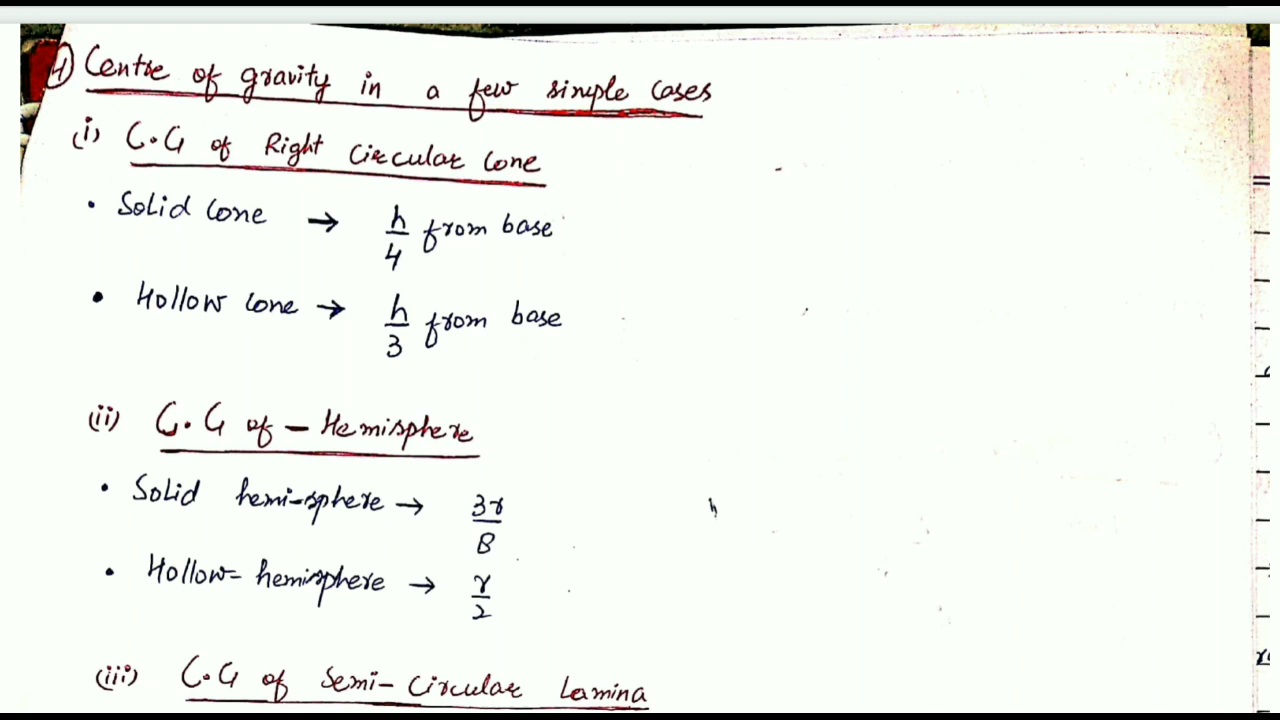 4) Centre of gravity in a few simple cases
(i) C.G of Right Circular Cone
• Solid Cone → h/4 from base
• Hollow Cone → h/3 from base
(ii) C.G of - Hemisphere
• Solid hemi-sphere → 3r/8
• Hollow- hemisphere → r/2
(iii) C.G of Semi-Circular Lamina